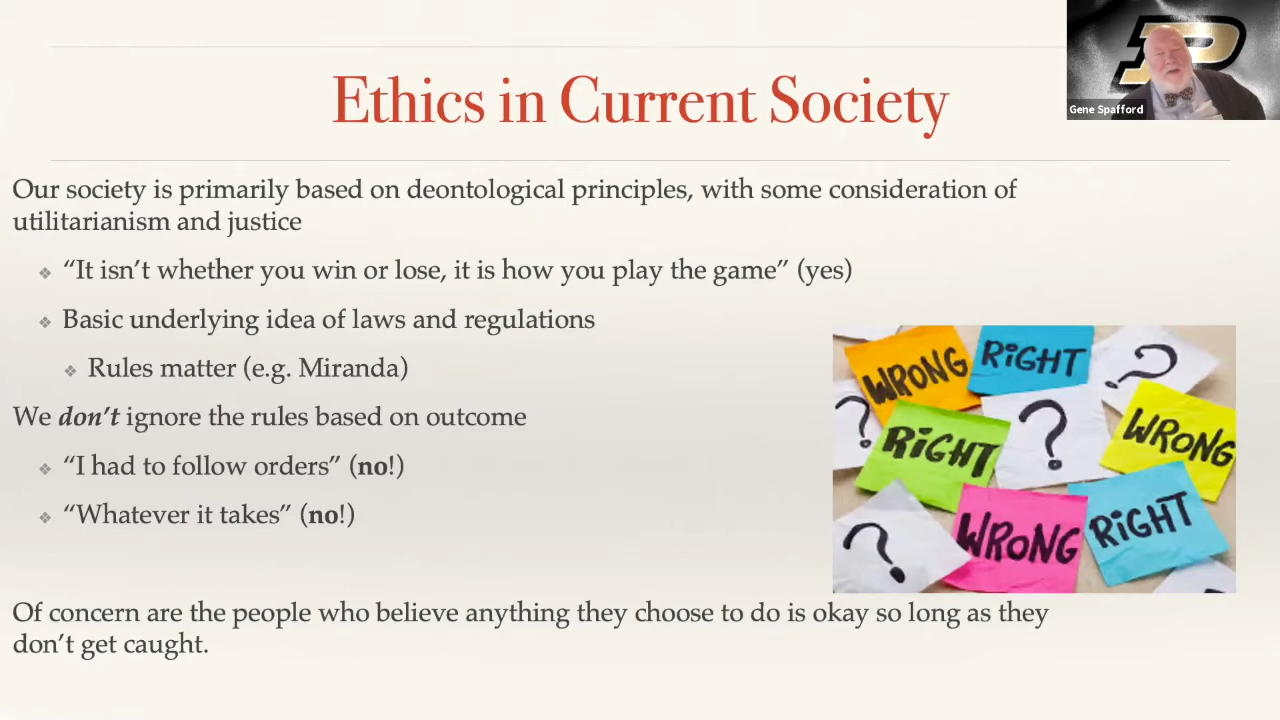 Ethics in Current Society
Gene Spafford
Our society is primarily based on deontological principles, with some consideration of
utilitarianism and justice
“It isn’t whether you win or lose, it is how you play the game” (yes)
Basic underlying idea of laws and regulations
Rules matter (e.g. Miranda)
We don’t ignore the rules based on outcome
“I had to follow orders” (no!)
“Whatever it takes” (no!)
WRONG
RiGHT
?
?
RiGHT
?
WRONG
?
WRONG
RiGHT
Of concern are the people who believe anything they choose to do is okay so long as they
don’t get caught.